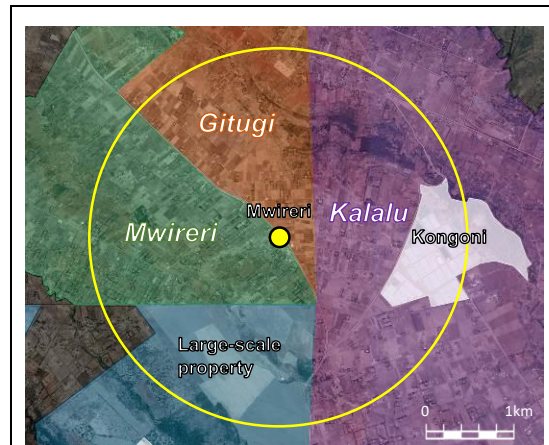 Gitugi
Mwireri
Mwireri
Kalalu
Kongoni
Large-scale
property
0 1km